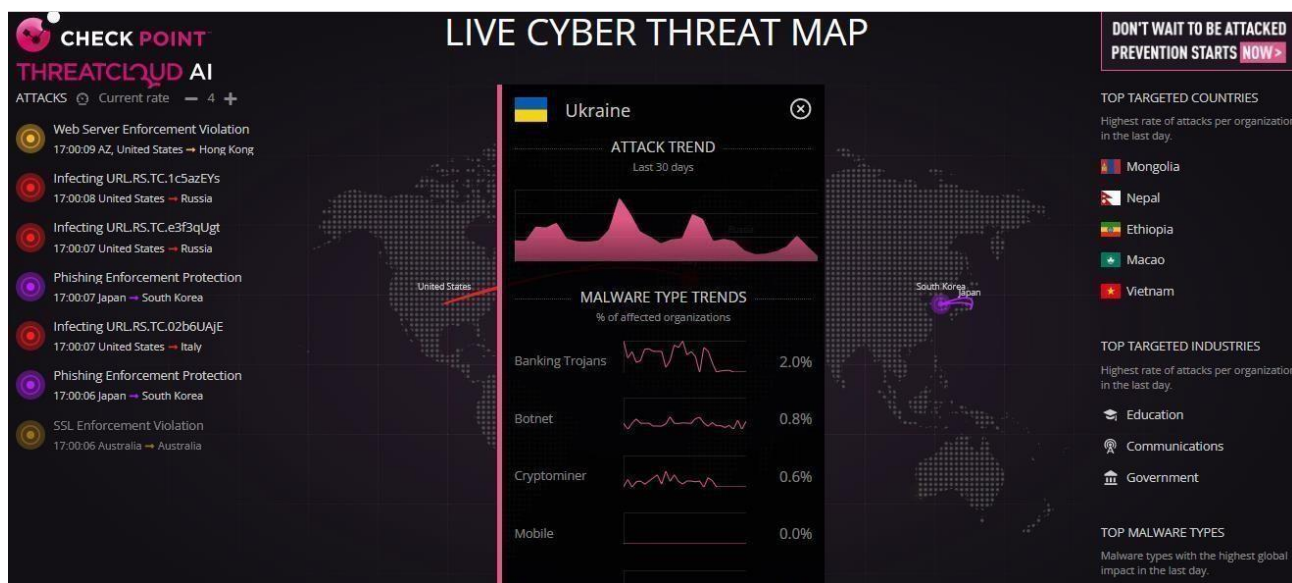 CHECK POINT
THREATCLOUD AI
ATTACKS Current rate — 4 +
Web Server Enforcement Violation
17:00:09 AZ, United States → Hong Kong
Infecting URL.RS.TC.1c5azEYs
17:00:08 United States → Russia
Infecting URL.RS.TC.e3f3qUgt
17:00:07 United States → Russia
Phishing Enforcement Protection
17:00:07 Japan → South Korea
Infecting URL.RS.TC.02b6UAjE
17:00:07 United States → Italy
Phishing Enforcement Protection
17:00:06 Japan → South Korea
SSL Enforcement Violation
17:00:06 Australia → Australia
LIVE CYBER THREAT MAP
United States
Ukraine
ATTACK TREND
Last 30 days
MALWARE TYPE TRENDS
% of affected organizations
Banking Trojans 2.0%
Botnet 0.8%
Cryptominer 0.6%
Mobile 0.0%
South Korea
Japan
DON'T WAIT TO BE ATTACKED
PREVENTION STARTS NOW >
TOP TARGETED COUNTRIES
Highest rate of attacks per organization
in the last day.
Mongolia
Nepal
Ethiopia
Macao
Vietnam
TOP TARGETED INDUSTRIES
Highest rate of attacks per organization
in the last day.
Education
Communications
Government
TOP MALWARE TYPES
Malware types with the highest global
impact in the last day.